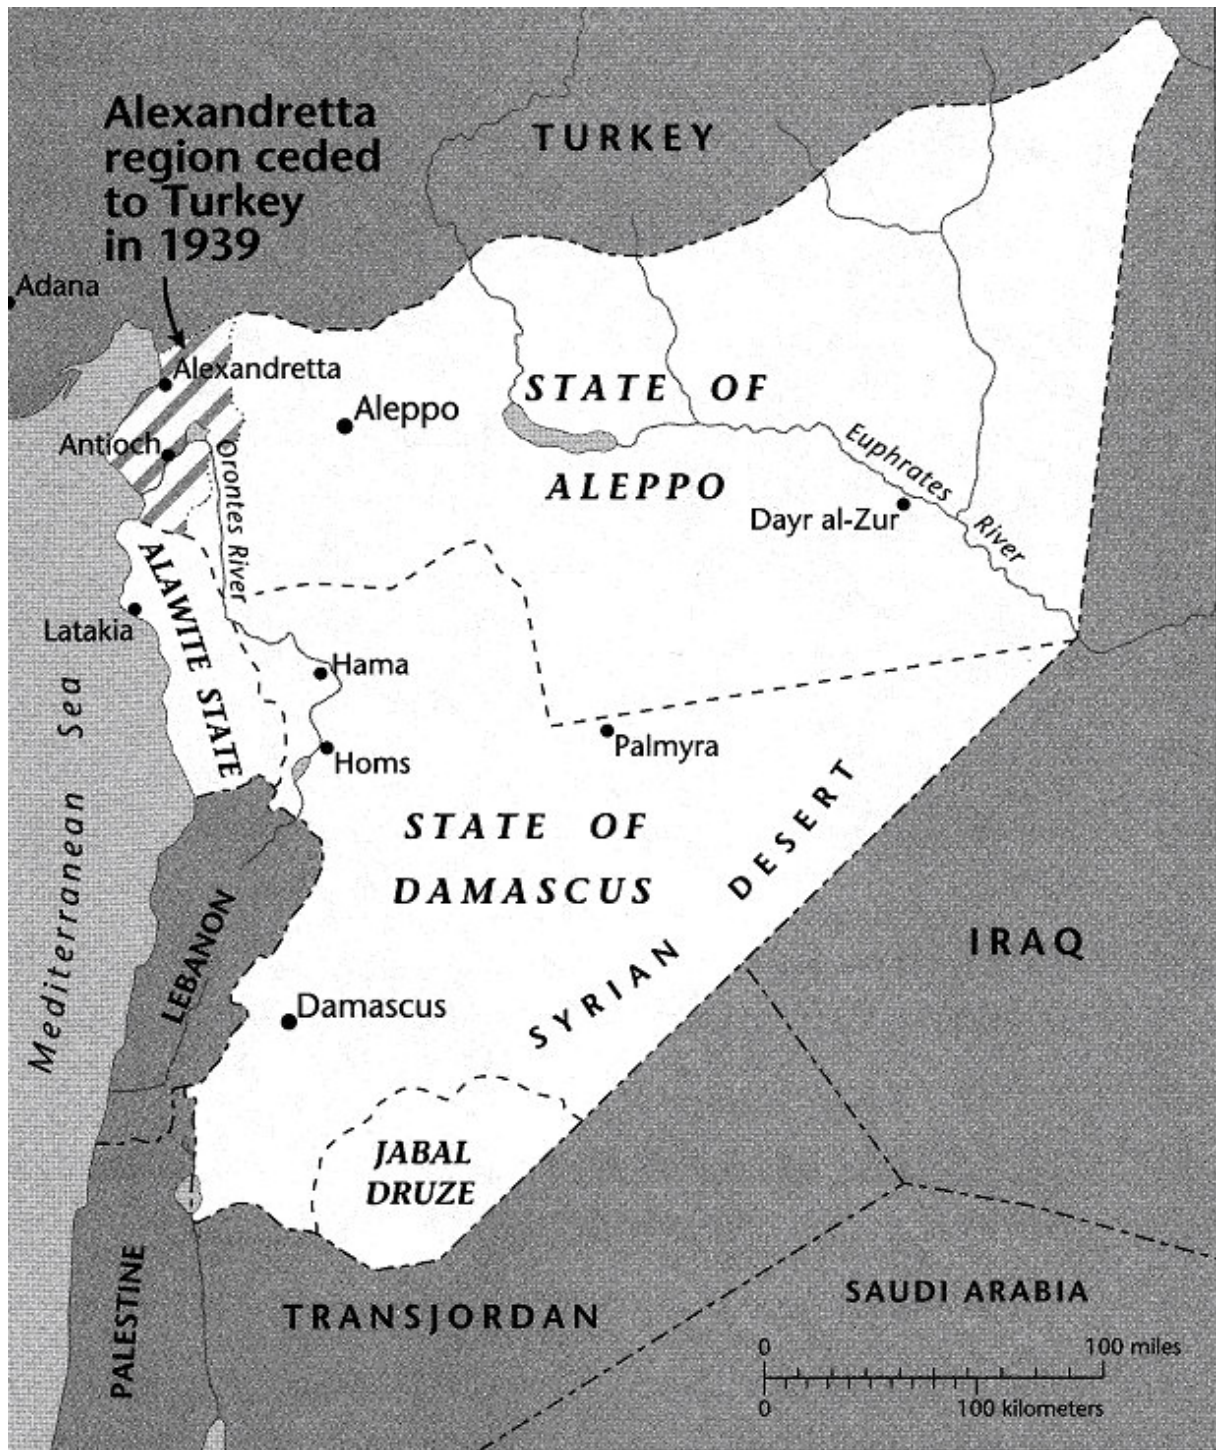 Alexandretta
region ceded
to Turkey
in 1939
TURKEY
Adana
Alexandretta
Aleppo
STATE OF
ALEPPO
Antioch
Orontes River
Euphrates
River
Dayr al-Zur
ALAWITE STATE
Latakia
Hama
Homs
Palmyra
Mediterranean Sea
STATE OF
DAMASCUS
SYRIAN DESERT
LEBANON
IRAQ
Damascus
JABAL
DRUZE
PALESTINE
TRANSJORDAN
SAUDI ARABIA
0 100 miles
0 100 kilometers